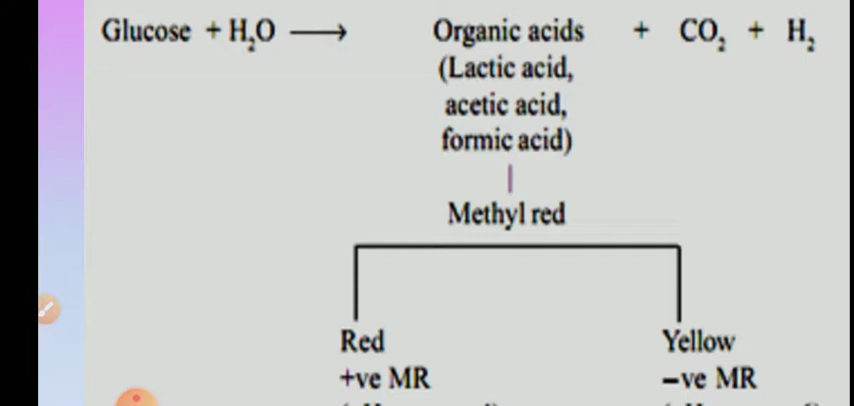 Glucose + H₂O ⟶ Organic acids + CO₂ + H₂
(Lactic acid,
acetic acid,
formic acid)
Methyl red
Red Yellow
+ve MR –ve MR